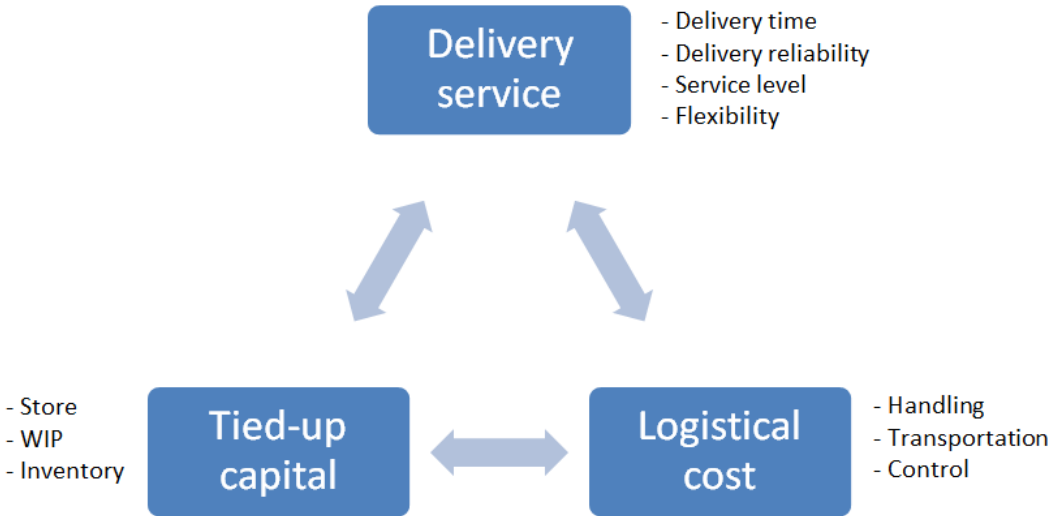 Delivery
service
- Delivery time
- Delivery reliability
- Service level
- Flexibility
- Store
- WIP
- Inventory
Tied-up
capital
Logistical
cost
- Handling
- Transportation
- Control